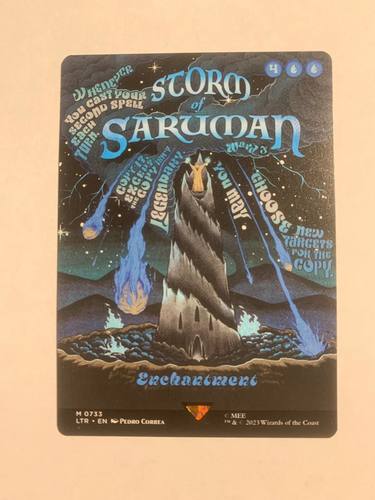 4
STORM
of
SARUMAN
Ward 3
WHENEVER
YOU CAST YOUR
SECOND SPELL
EACH
TURN,
COPY IT,
EXCEPT
THE COPY ISN'T
LEGENDARY.
YOU MAY
CHOOSE NEW
TARGETS
FOR THE
COPY.
Enchantment
M 0733
LTR • EN PEDRO CORREA
© MEE
™ & © 2023 Wizards of the Coast